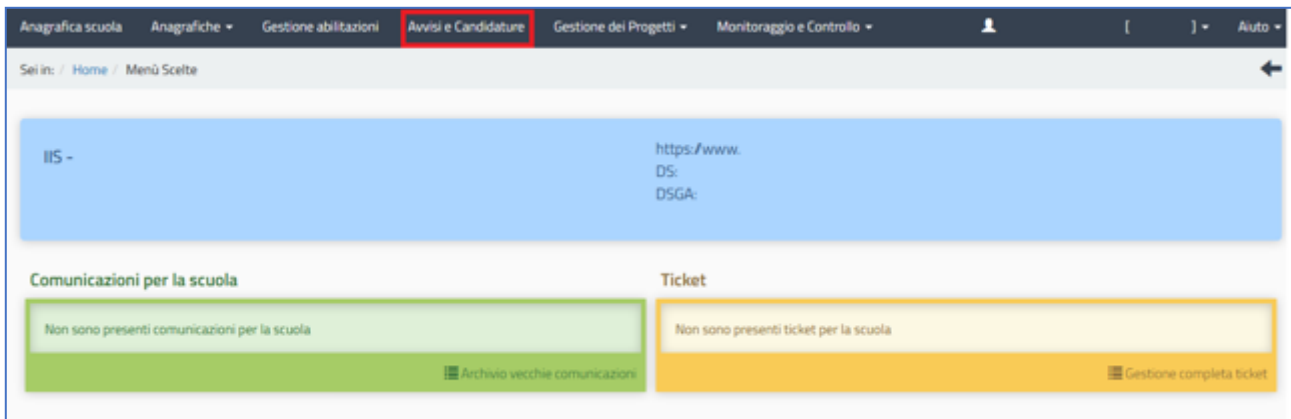 Anagrafica scuola Anagrafiche Gestione abilitazioni Avvisi e Candidature Gestione dei Progetti Monitoraggio e Controllo [ ] Aiuto
Sei in: / Home / Menù Scelte
IIS -
https://www.
DS:
DSGA:
Comunicazioni per la scuola
Non sono presenti comunicazioni per la scuola
Archivio vecchie comunicazioni
Ticket
Non sono presenti ticket per la scuola
Gestione completa ticket